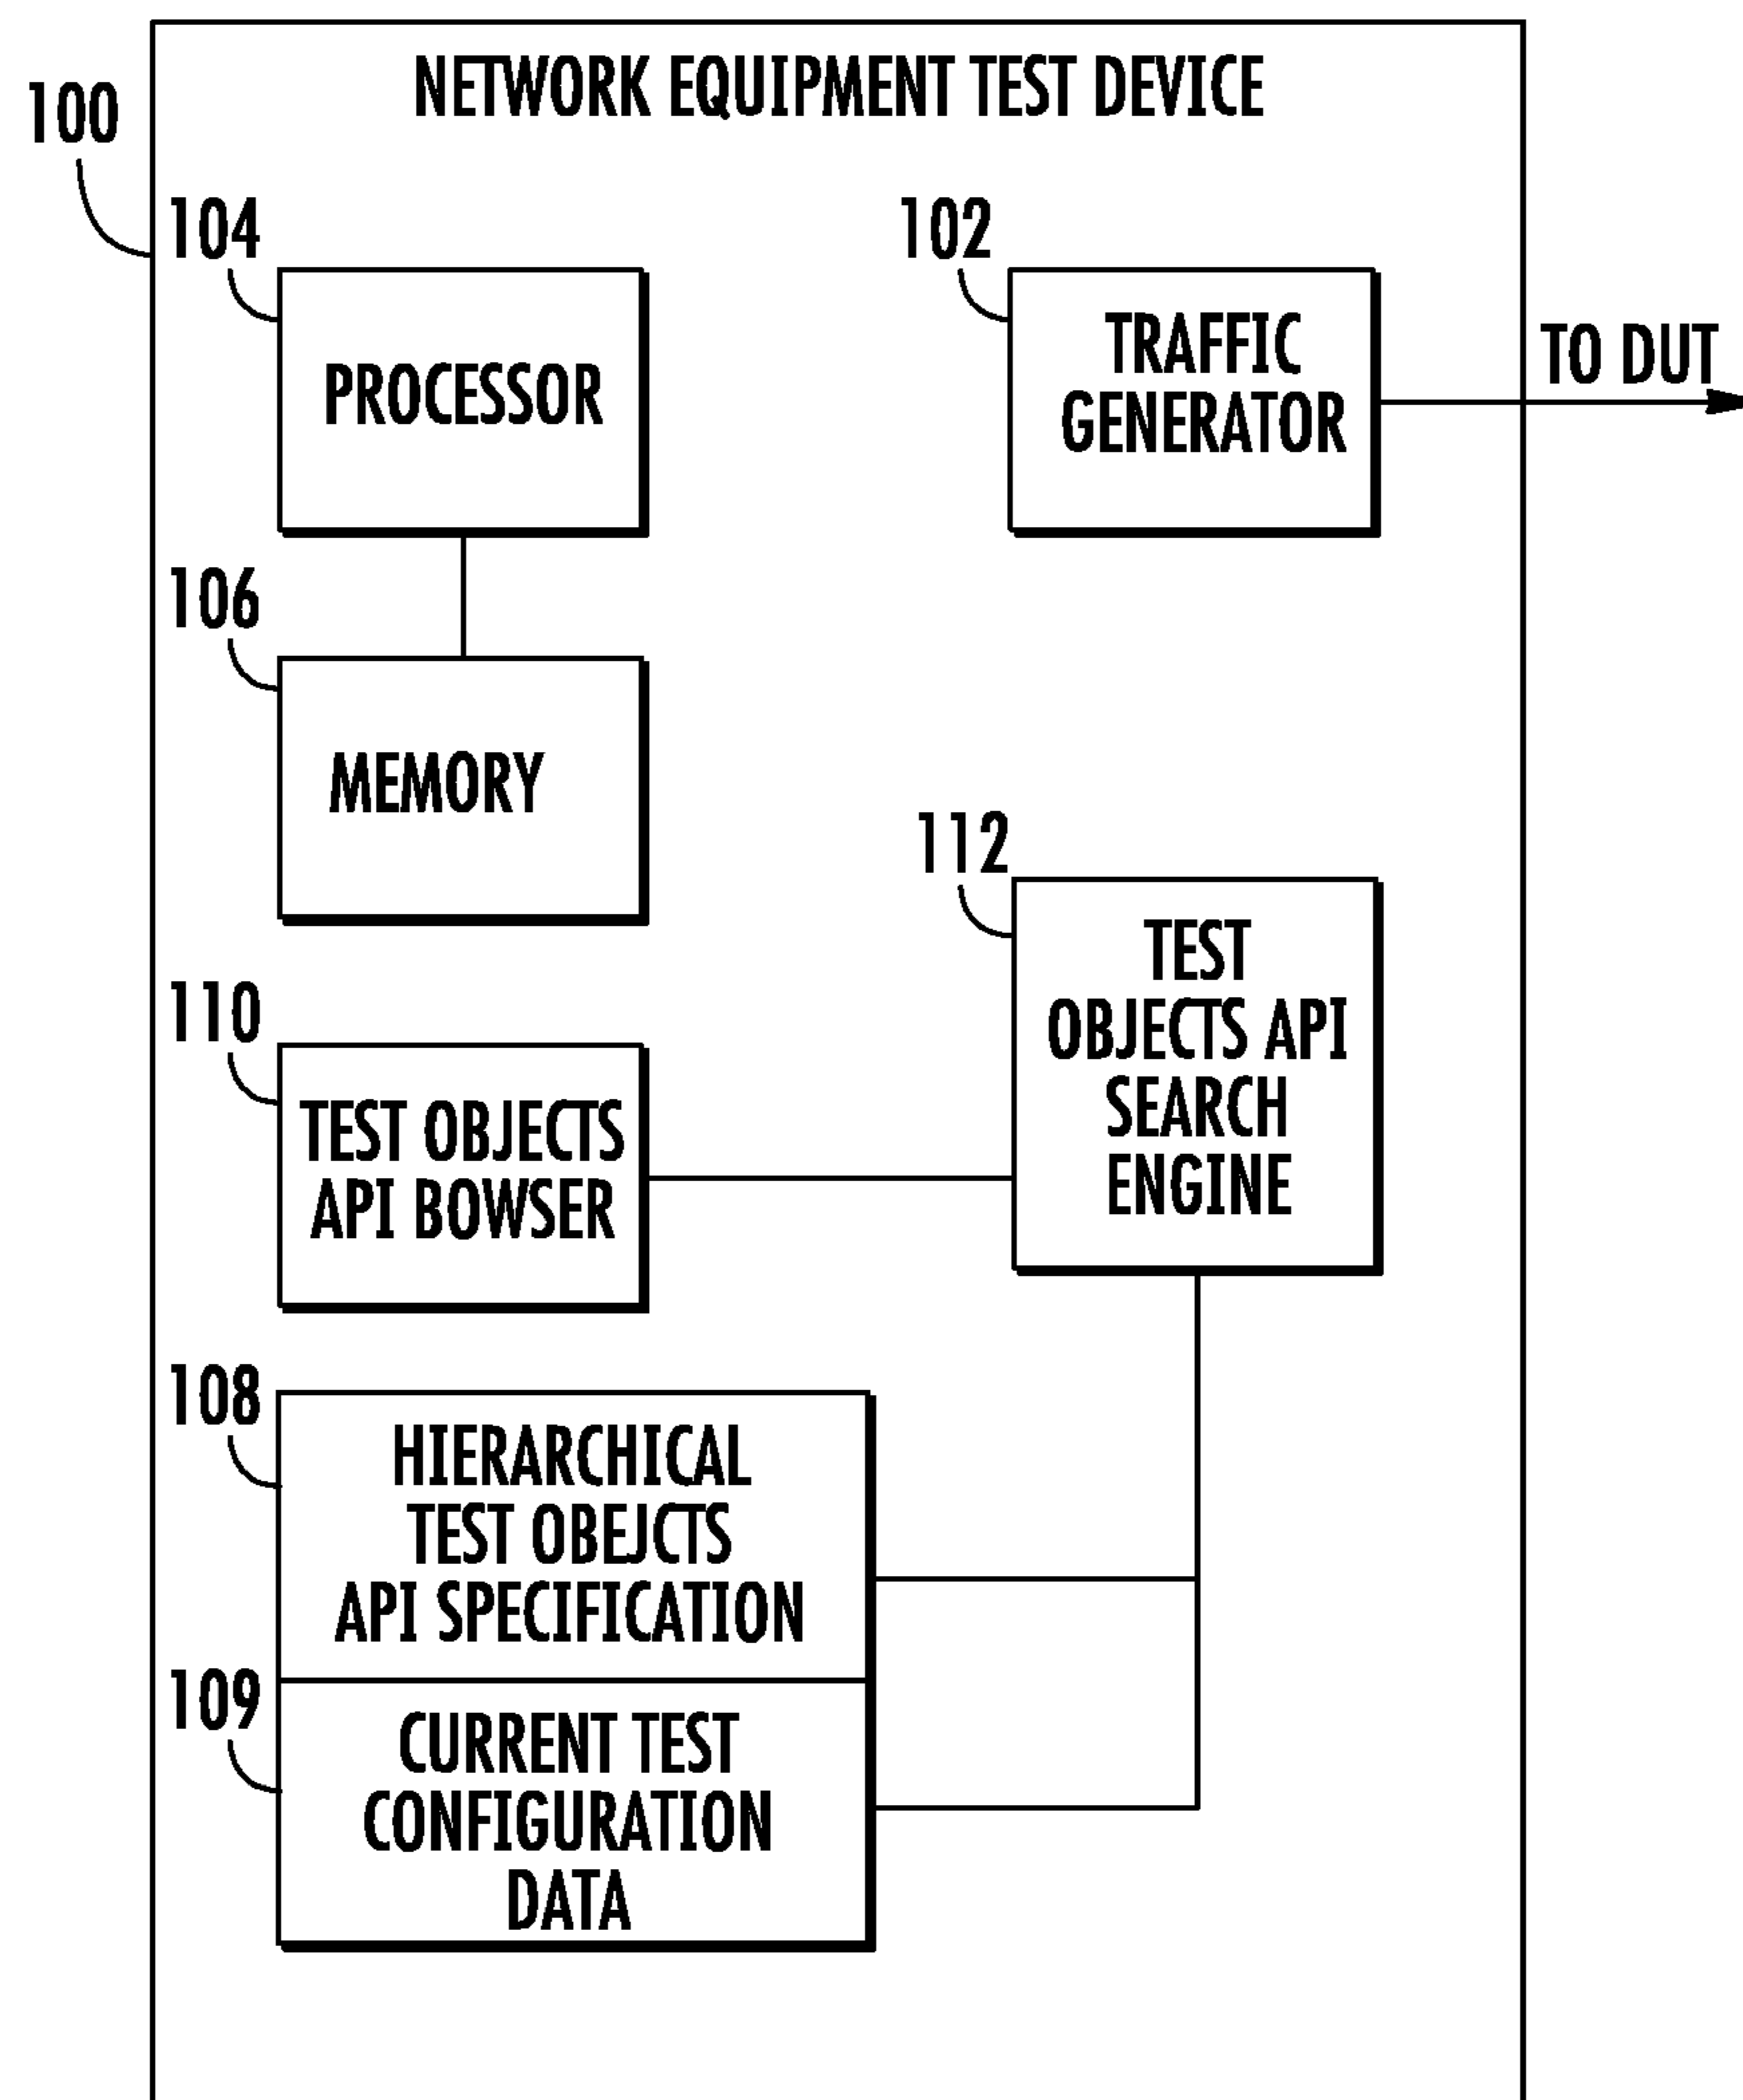 NETWORK EQUIPMENT TEST DEVICE
100
104
102
PROCESSOR
TRAFFIC
GENERATOR
TO DUT
106
MEMORY
112
TEST
OBJECTS API
SEARCH
ENGINE
110
TEST OBJECTS
API BOWSER
108
HIERARCHICAL
TEST OBEJCTS
API SPECIFICATION
109
CURRENT TEST
CONFIGURATION
DATA